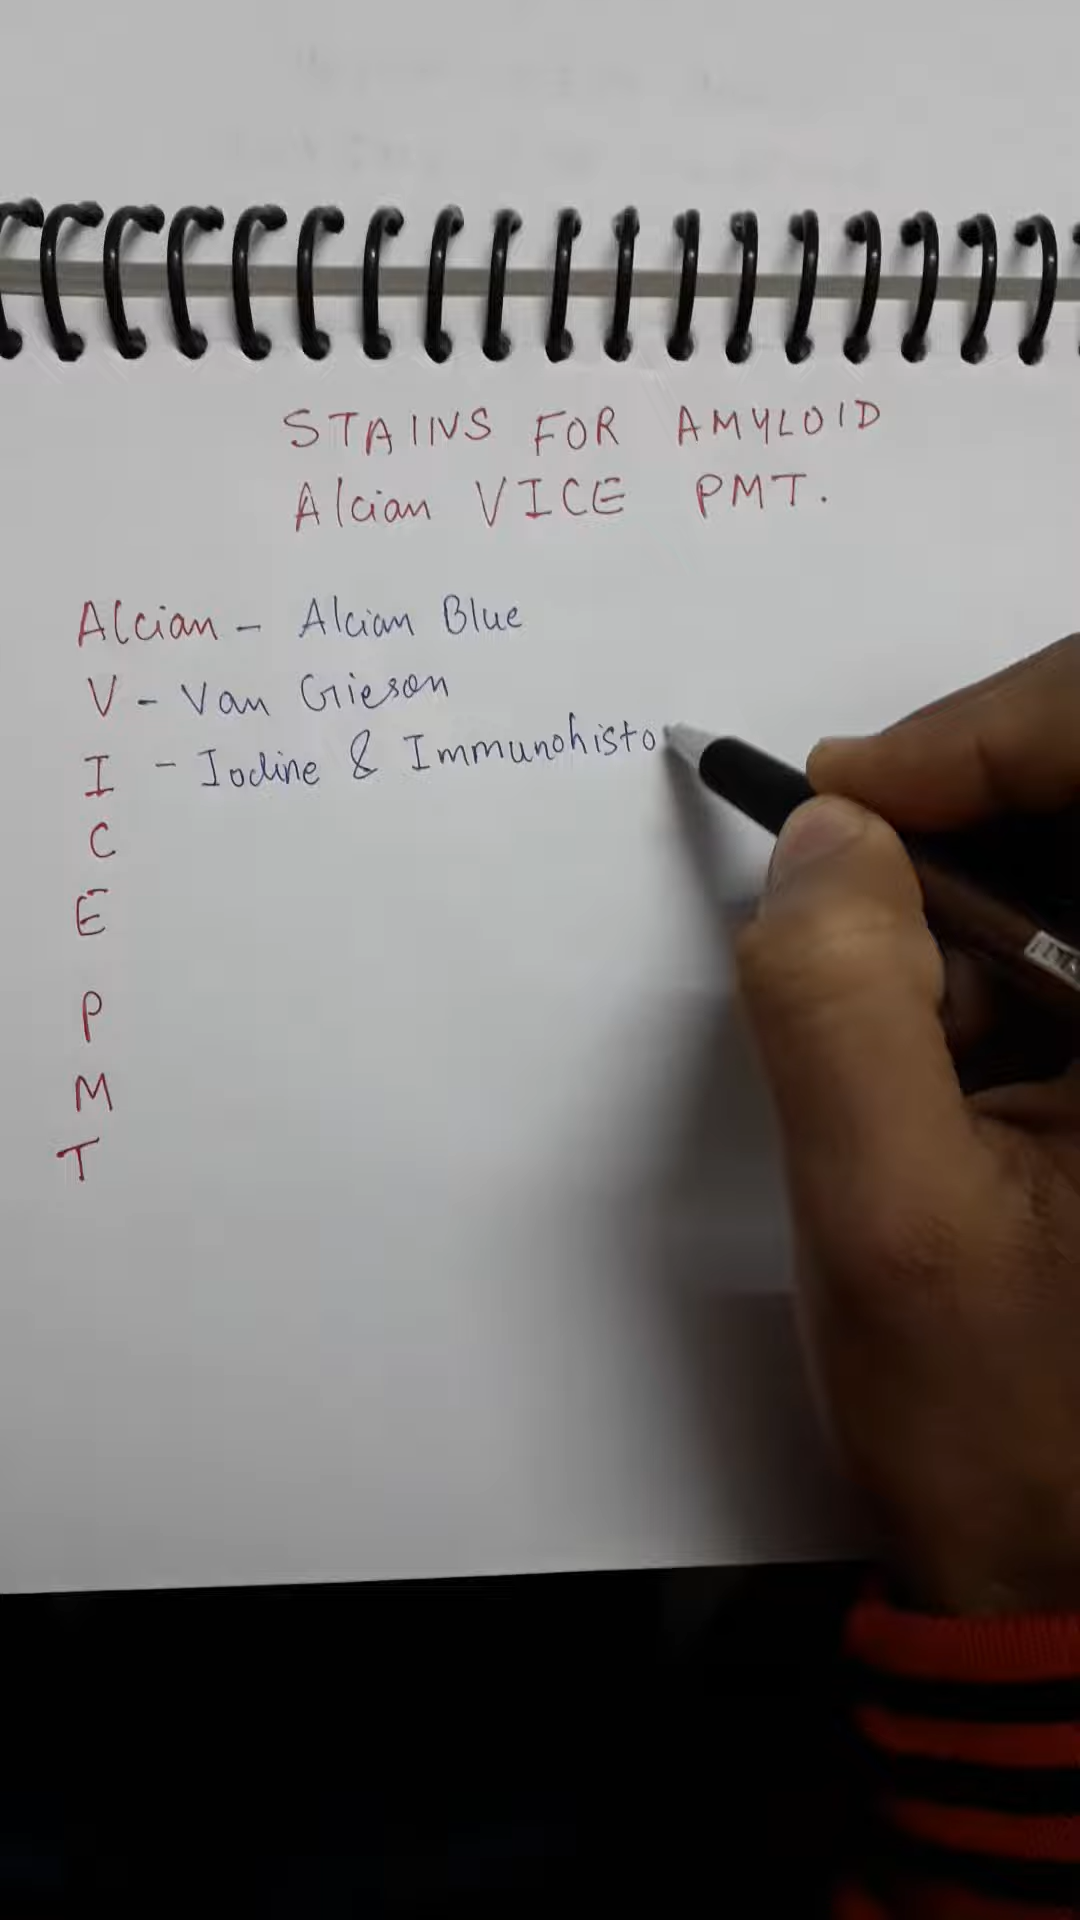 STAINS FOR AMYLOID
Alcian VICE PMT.
Alcian - Alcian Blue
V - Van Gieson
I - Iodine & Immunohisto
C
E
P
M
T